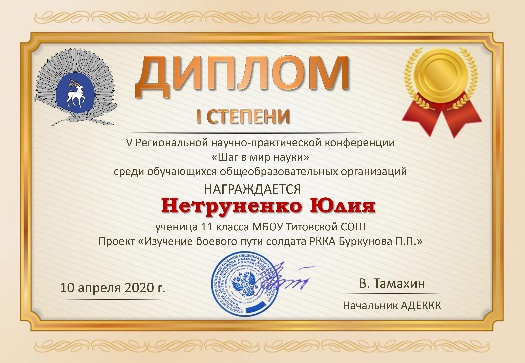 ДИПЛОМ
I СТЕПЕНИ
V Региональной научно-практической конференции
«Шаг в мир науки»
среди обучающихся общеобразовательных организаций
НАГРАЖДАЕТСЯ
Нетруненко Юлия
ученица 11 класса МБОУ Титовской СОШ
Проект «Изучение боевого пути солдата РККА Буркунова П.П.»
10 апреля 2020 г.
В. Тамахин
Начальник АДЕККК